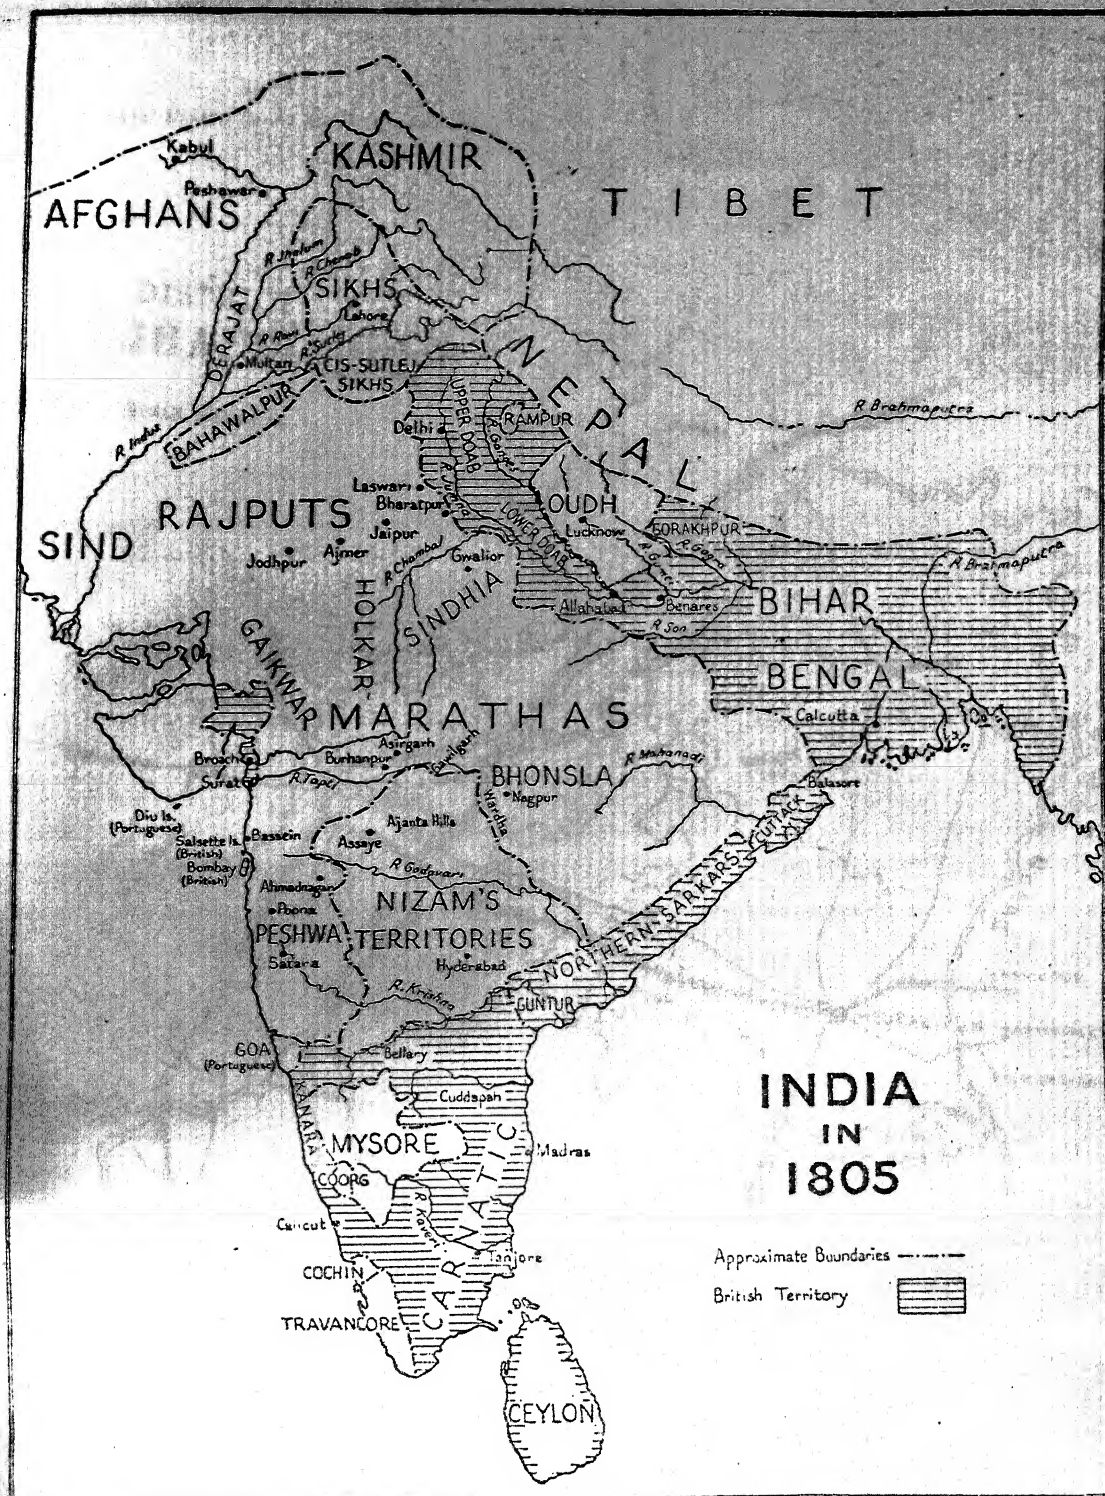 Kabul
KASHMIR
Peshawar
AFGHANS
TIBET
R. Jhelum
R. Chenab
SIKHS
Lahore
DERAJAT
R. Ravi
R. Sutlej
Multan
CIS-SUTLEJ
SIKHS
NEPAL
BAHAWALPUR
R. Indus
UPPER DOAB
RAMPUR
R. Ganges
Delhi
R. Brahmaputra
Laswari
Bharatpur
R. Jumna
RAJPUTS
Jaipur
Ajmer
Jodhpur
SIND
OUDH
Lucknow
LOWER DOAB
GORAKHPUR
R. Gogra
R. Gumti
R. Chambal
Gwalior
R. Brahmaputra
HOLKAR
SINDHIA
Allahabad
Benares
R. Son
BIHAR
GAIKWAR
BENGAL
MARATHAS
Calcutta
Asirgarh
Burhanpur
Gawilgarh
Broach
Surat
R. Tapti
BHONSLA
Nagpur
Wardha
R. Mahanadi
Balasore
CUTTACK
Diu Is.
(Portuguese)
Salsette Is.
(British)
Bassein
Bombay
(British)
Ajanta Hills
Assaye
R. Godavari
Ahmadnagar
Poona
PESHWA
Satara
NIZAM'S
TERRITORIES
Hyderabad
NORTHERN-SARKARS
R. Krishna
GUNTUR
GOA
(Portuguese)
Bellary
KANARA
Cuddapah
MYSORE
Madras
COORG
CARNATIC
R. Kaveri
Calicut
Tanjore
COCHIN
TRAVANCORE
CEYLON
INDIA
IN
1805
Approximate Boundaries
British Territory